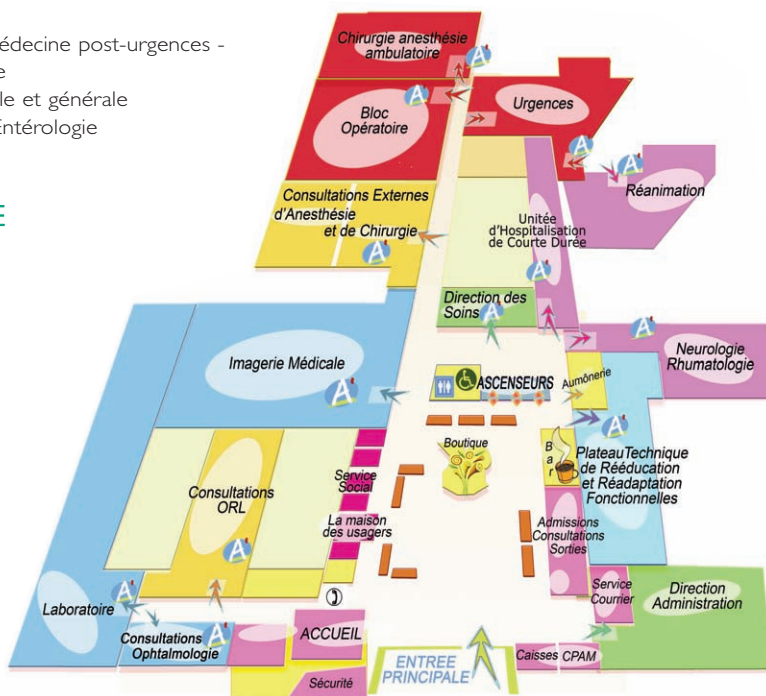 édecine post-urgences -
e
le et générale
Entérologie
E
Chirurgie anesthésie
ambulatoire
Bloc
Opératoire
Urgences
Réanimation
Consultations Externes
d'Anesthésie
et de Chirurgie
Unitée
d'Hospitalisation
de Courte Durée
Direction des
Soins
Neurologie
Rhumatologie
Imagerie Médicale
ASCENSEURS
Aumônerie
Boutique
Bar
Plateau Technique
de Rééducation
et Réadaptation
Fonctionnelles
Consultations
ORL
Service
Social
La maison
des usagers
Admissions
Consultations
Sorties
Service
Courrier
Direction
Administration
Laboratoire
Consultations
Ophtalmologie
ACCUEIL
Sécurité
ENTREE
PRINCIPALE
Caisses
CPAM